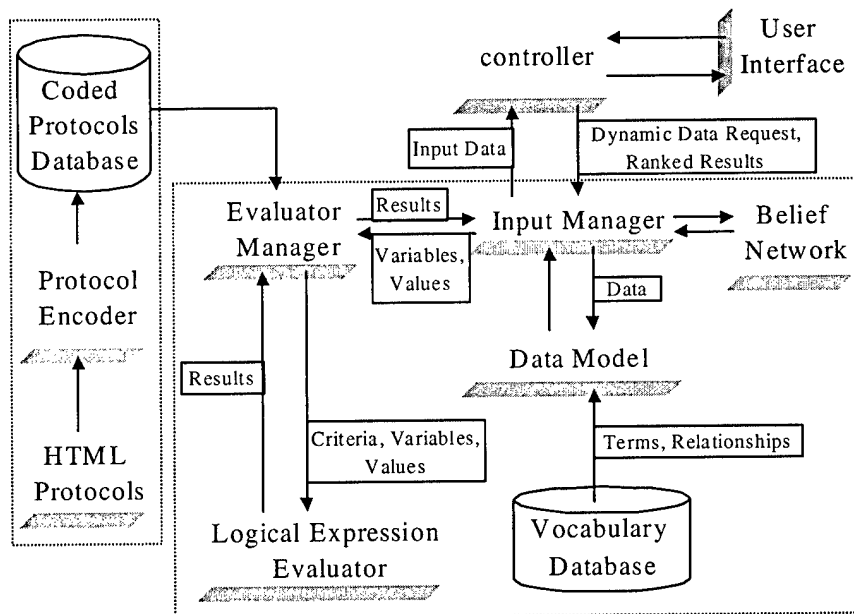 Coded
Protocols
Database
controller
User
Interface
Input Data
Dynamic Data Request,
Ranked Results
Evaluator
Manager
Results
Variables,
Values
Input Manager
Belief
Network
Protocol
Encoder
Data
Data Model
Results
Criteria, Variables,
Values
Terms, Relationships
HTML
Protocols
Logical Expression
Evaluator
Vocabulary
Database